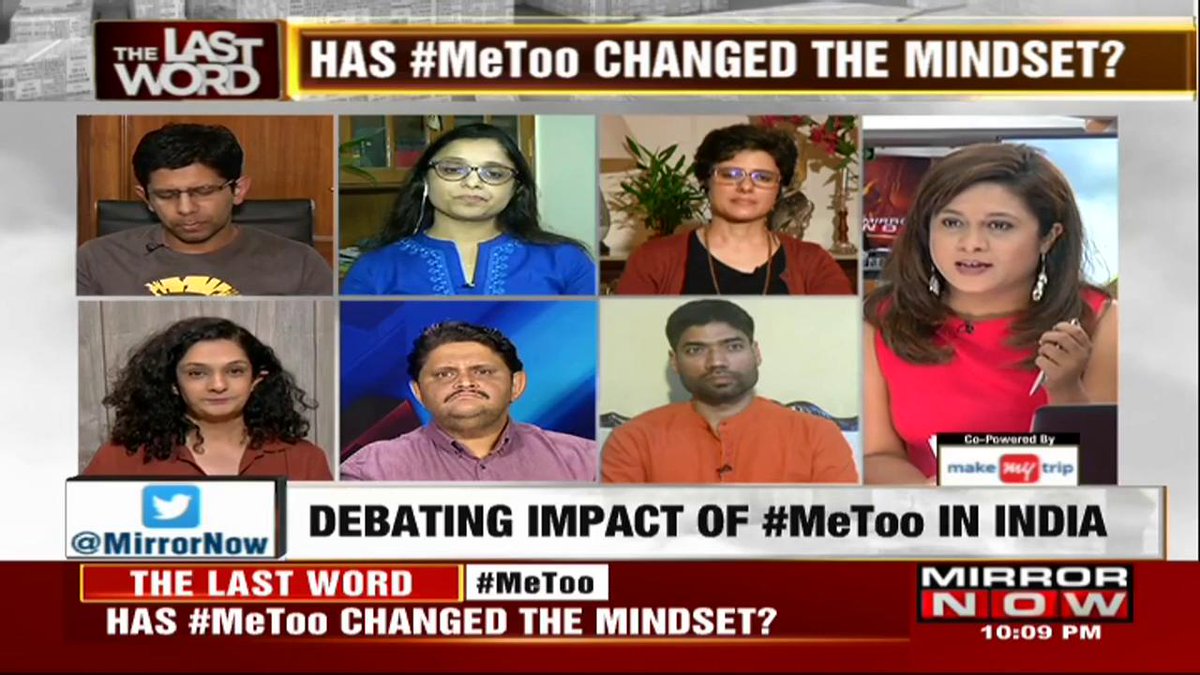 THE LAST WORD
HAS #MeToo CHANGED THE MINDSET?
Co-Powered By
make my trip
@MirrorNow
DEBATING IMPACT OF #MeToo IN INDIA
THE LAST WORD
#MeToo
HAS #MeToo CHANGED THE MINDSET?
MIRROR
NOW
10:09 PM